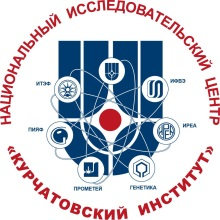 НАЦИОНАЛЬНЫЙ ИССЛЕДОВАТЕЛЬСКИЙ ЦЕНТР
ИТЭФ
ИФВЭ
ПИЯФ
ИРЕА
ПРОМЕТЕЙ
ГЕНЕТИКА
«КУРЧАТОВСКИЙ ИНСТИТУТ»